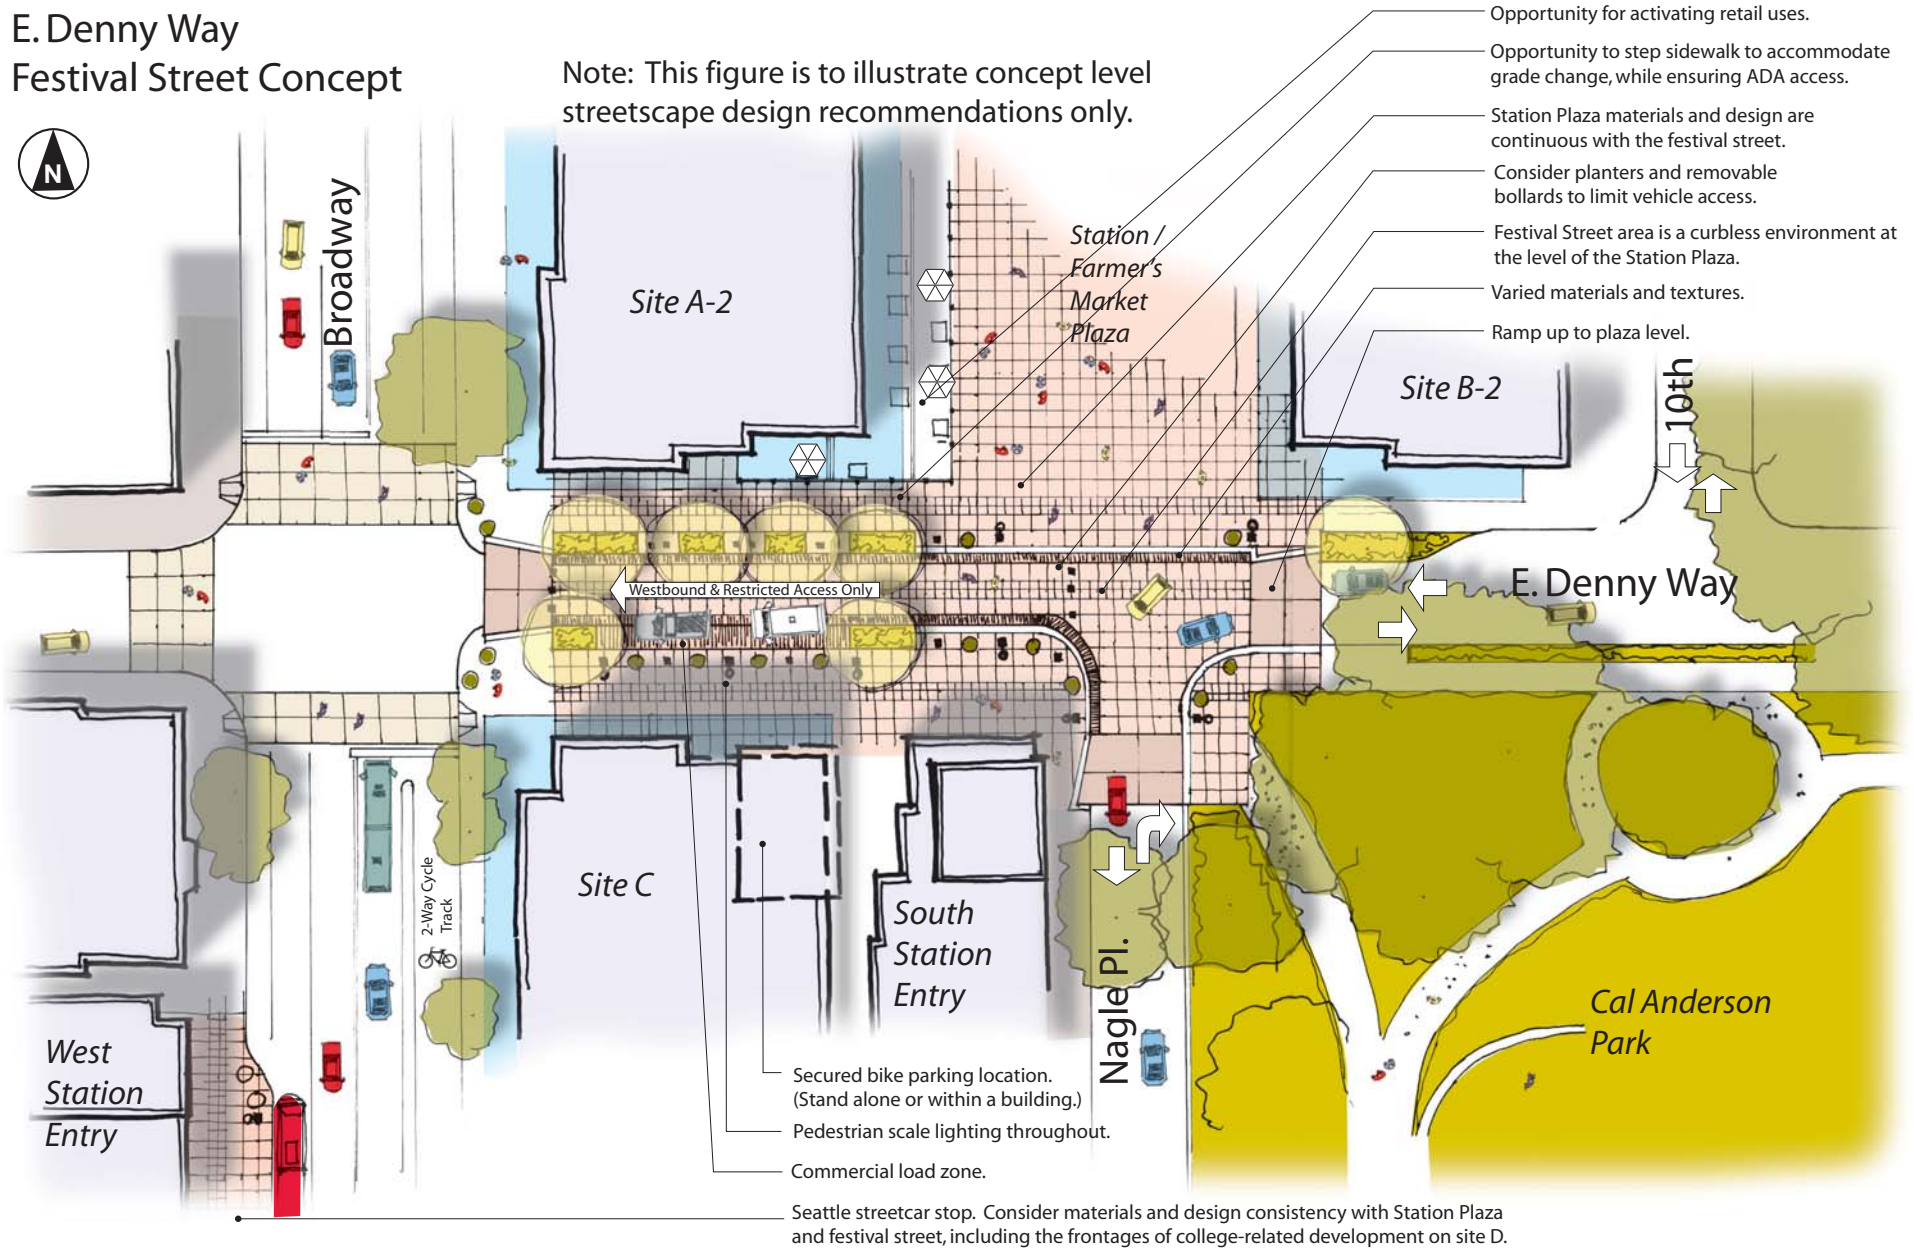 E. Denny Way
Festival Street Concept
Note: This figure is to illustrate concept level
streetscape design recommendations only.
Opportunity for activating retail uses.
Opportunity to step sidewalk to accommodate
grade change, while ensuring ADA access.
Station Plaza materials and design are
continuous with the festival street.
Consider planters and removable
bollards to limit vehicle access.
Festival Street area is a curbless environment at
the level of the Station Plaza.
Varied materials and textures.
Ramp up to plaza level.
N
Broadway
Site A-2
Station /
Farmer's
Market
Plaza
Site B-2
10th
Westbound & Restricted Access Only
E. Denny Way
Site C
2-Way Cycle
Track
South
Station
Entry
Nagle Pl.
Cal Anderson
Park
West
Station
Entry
Secured bike parking location.
(Stand alone or within a building.)
Pedestrian scale lighting throughout.
Commercial load zone.
Seattle streetcar stop. Consider materials and design consistency with Station Plaza
and festival street, including the frontages of college-related development on site D.